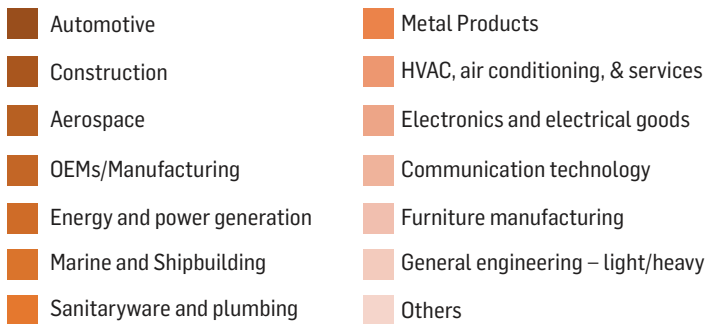 Automotive
Construction
Aerospace
OEMs/Manufacturing
Energy and power generation
Marine and Shipbuilding
Sanitaryware and plumbing
Metal Products
HVAC, air conditioning, & services
Electronics and electrical goods
Communication technology
Furniture manufacturing
General engineering – light/heavy
Others